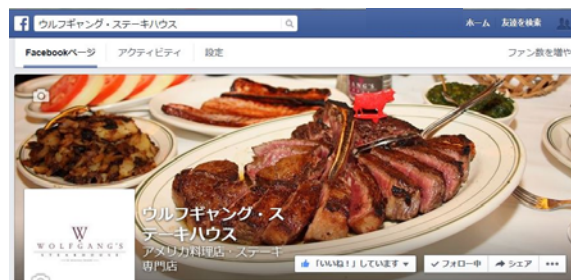 ウルフギャング・ステーキハウス
ホーム 友達を検索
Facebookページ アクティビティ 設定 ファン数を増や
ウルフギャング・ス
テーキハウス
アメリカ料理店・ステーキ
専門店
W
WOLFGANG'S
STEAKHOUSE
「いいね！」しています フォロー中 シェア